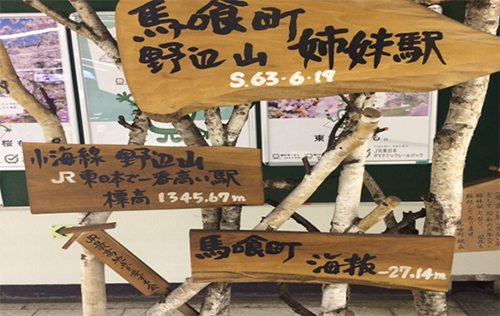 馬喰町
野辺山 姉妹駅
S.63-6-19
小海線 野辺山
JR東日本で一番高い駅
標高 1345.67m
馬喰町 海抜 -27.14m